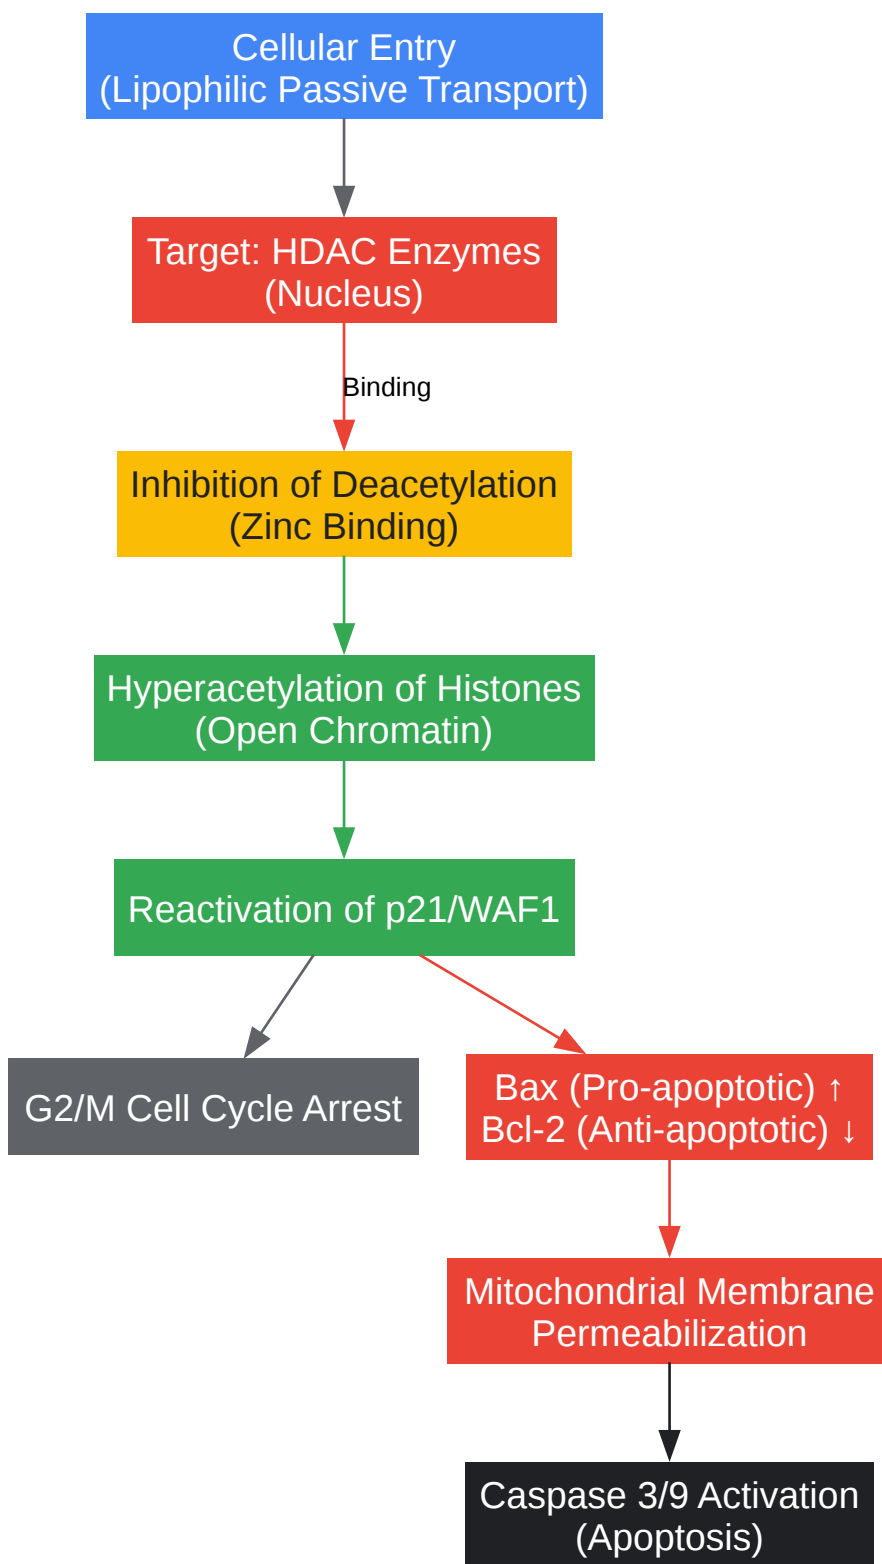 Cellular Entry
(Lipophilic Passive Transport)
Target: HDAC Enzymes
(Nucleus)
Binding
Inhibition of Deacetylation
(Zinc Binding)
Hyperacetylation of Histones
(Open Chromatin)
Reactivation of p21/WAF1
G2/M Cell Cycle Arrest
Bax (Pro-apoptotic) ↑
Bcl-2 (Anti-apoptotic) ↓
Mitochondrial Membrane
Permeabilization
Caspase 3/9 Activation
(Apoptosis)